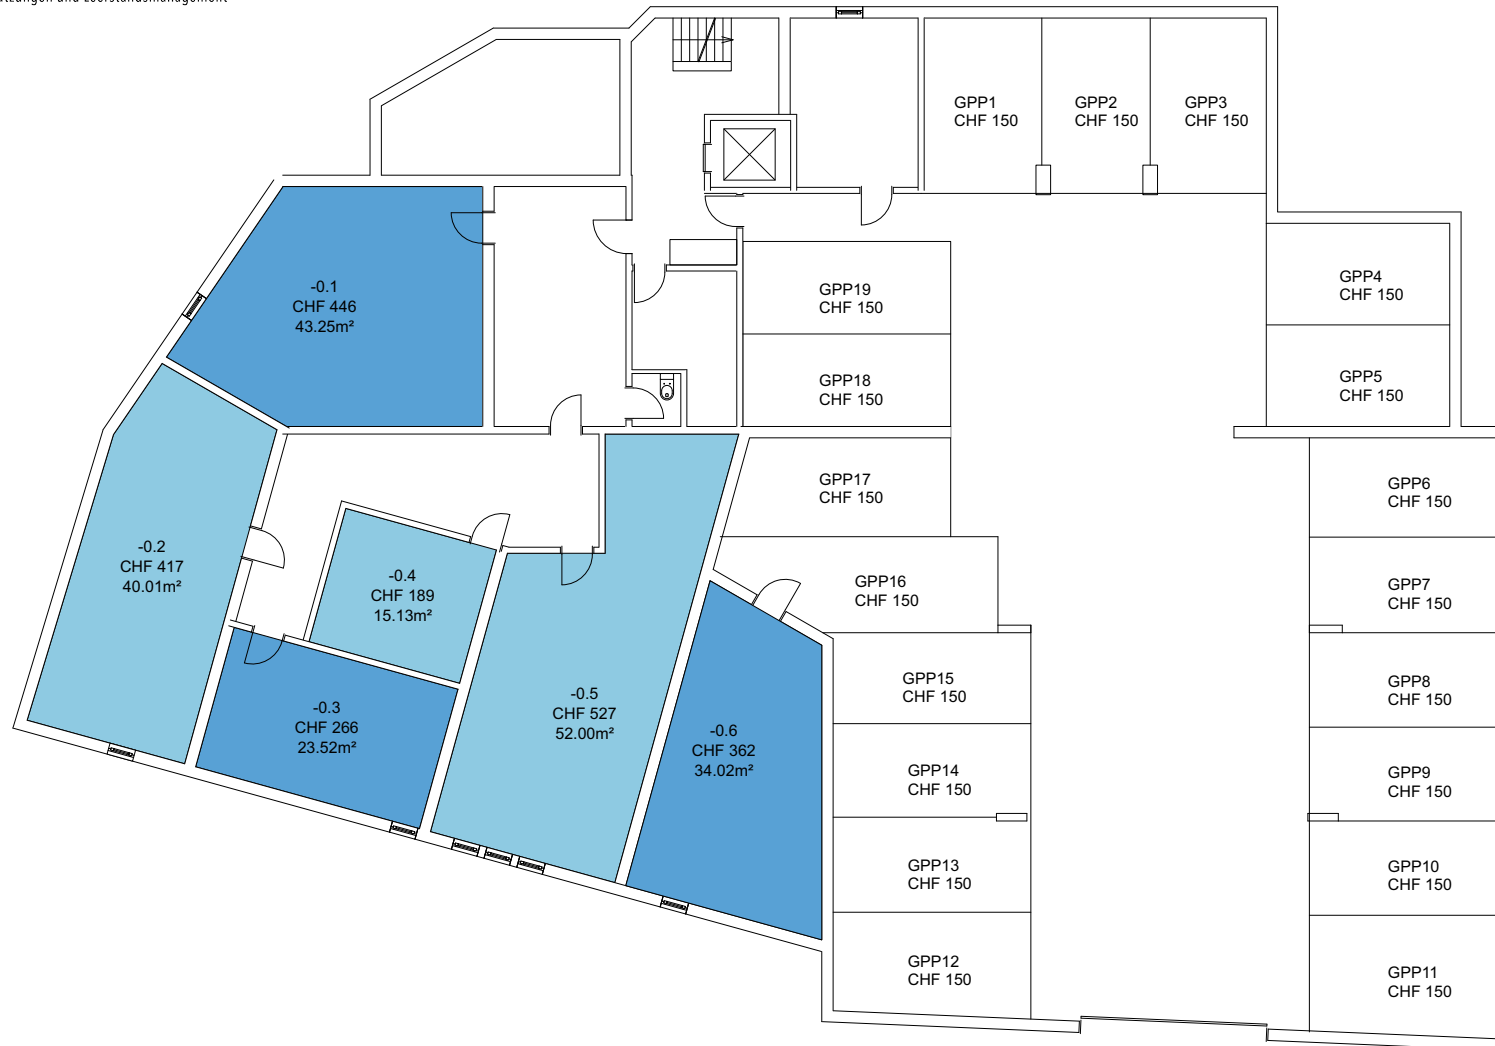 und Leerstandsmanagement
GPP1
CHF 150
GPP2
CHF 150
GPP3
CHF 150
GPP4
CHF 150
GPP5
CHF 150
GPP19
CHF 150
GPP18
CHF 150
-0.1
CHF 446
43.25m²
GPP17
CHF 150
GPP6
CHF 150
-0.2
CHF 417
40.01m²
-0.4
CHF 189
15.13m²
GPP16
CHF 150
GPP7
CHF 150
-0.3
CHF 266
23.52m²
-0.5
CHF 527
52.00m²
-0.6
CHF 362
34.02m²
GPP15
CHF 150
GPP8
CHF 150
GPP14
CHF 150
GPP9
CHF 150
GPP13
CHF 150
GPP10
CHF 150
GPP12
CHF 150
GPP11
CHF 150